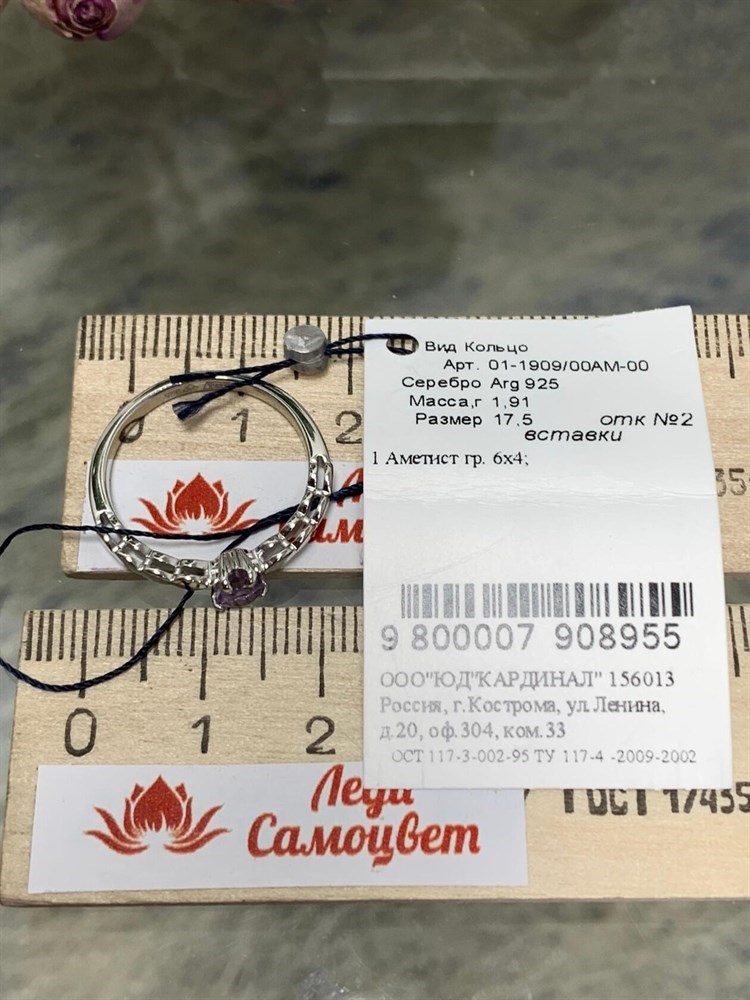 Вид Кольцо
Арт. 01-1909/00АМ-00
Серебро Arg 925
Масса,г 1,91
Размер 17,5 отк №2
вставки
1 Аметист гр. 6х4;
9 800007 908955
ООО"ЮД"КАРДИНАЛ" 156013
Россия, г.Кострома, ул.Ленина,
д.20, оф.304, ком.33
ОСТ 117-3-002-95 ТУ 117-4 -2009-2002
0 1 2
0 1 2
ГОСТ 17435
Леди
Самоцвет